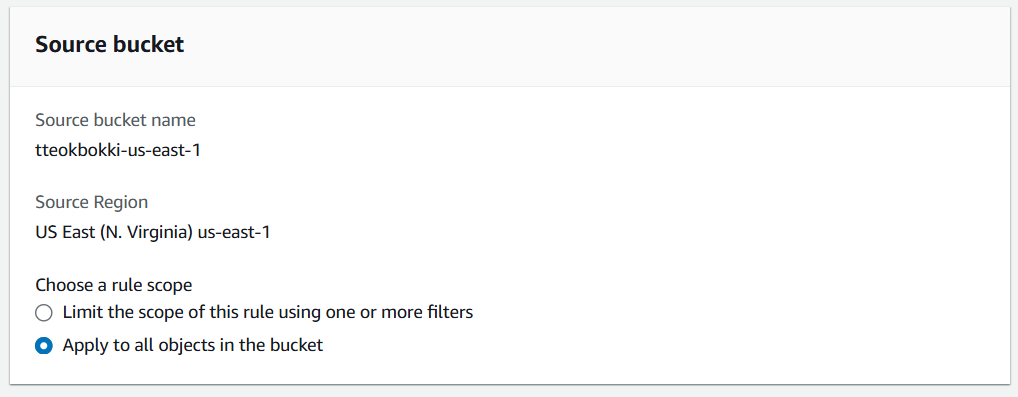 Source bucket
Source bucket name
tteokbokki-us-east-1
Source Region
US East (N. Virginia) us-east-1
Choose a rule scope
Limit the scope of this rule using one or more filters
Apply to all objects in the bucket